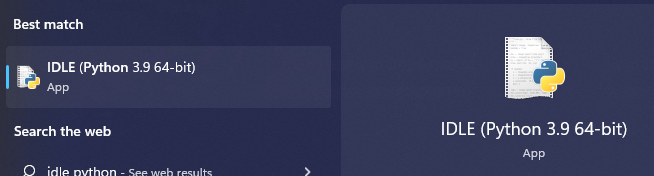 Best match
IDLE (Python 3.9 64-bit)
App
Search the web
idle python - See web results
IDLE (Python 3.9 64-bit)
App